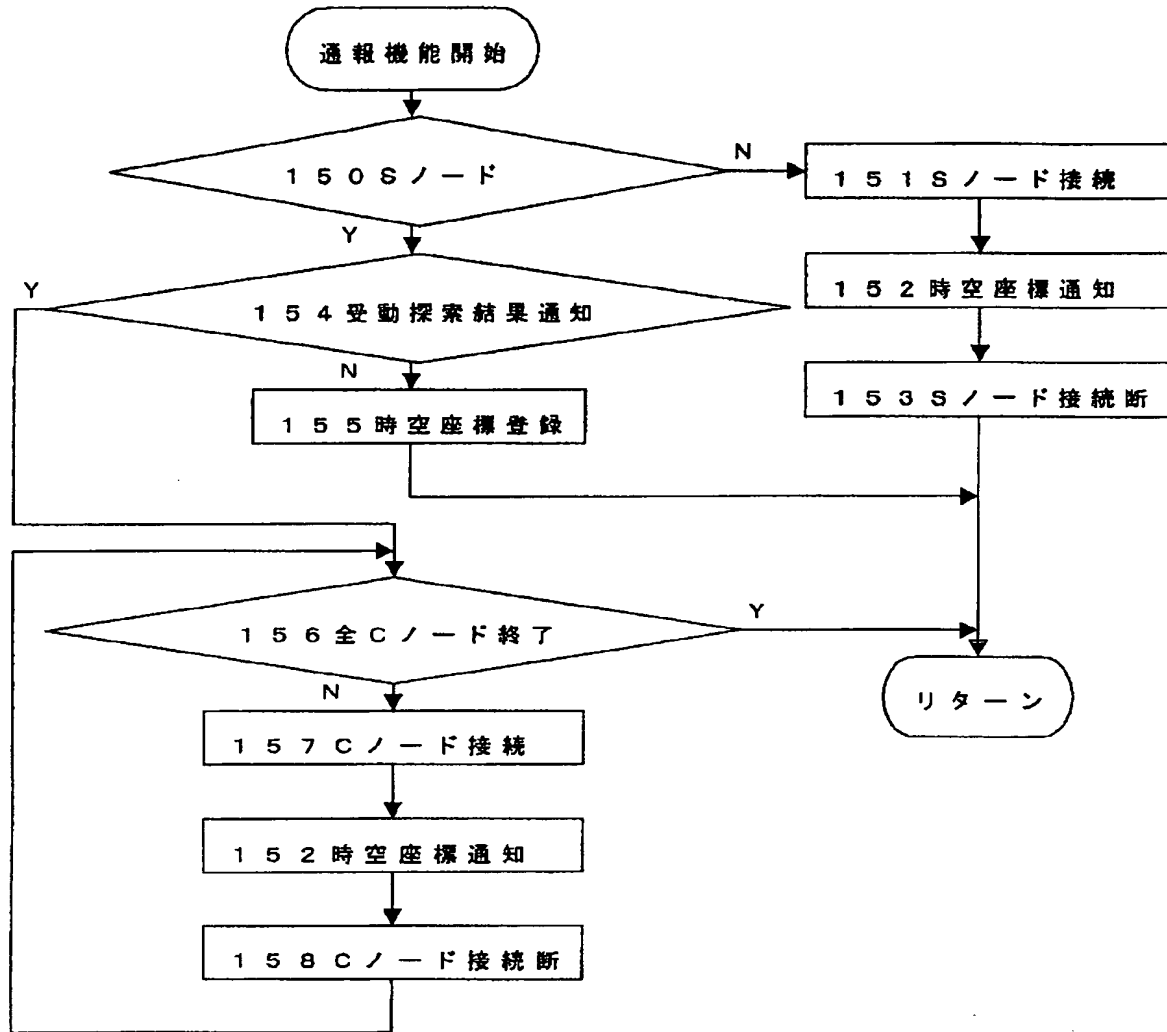 通報機能開始
150Sノード
N
151Sノード接続
Y
152時空座標通知
Y
154受動探索結果通知
153Sノード接続断
N
155時空座標登録
156全Cノード終了
Y
N
リターン
157Cノード接続
152時空座標通知
158Cノード接続断